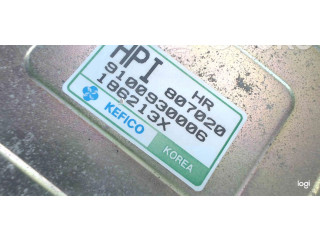 HPI HR
807020
9100930006
186213X
KEFICO
KOREA
logi